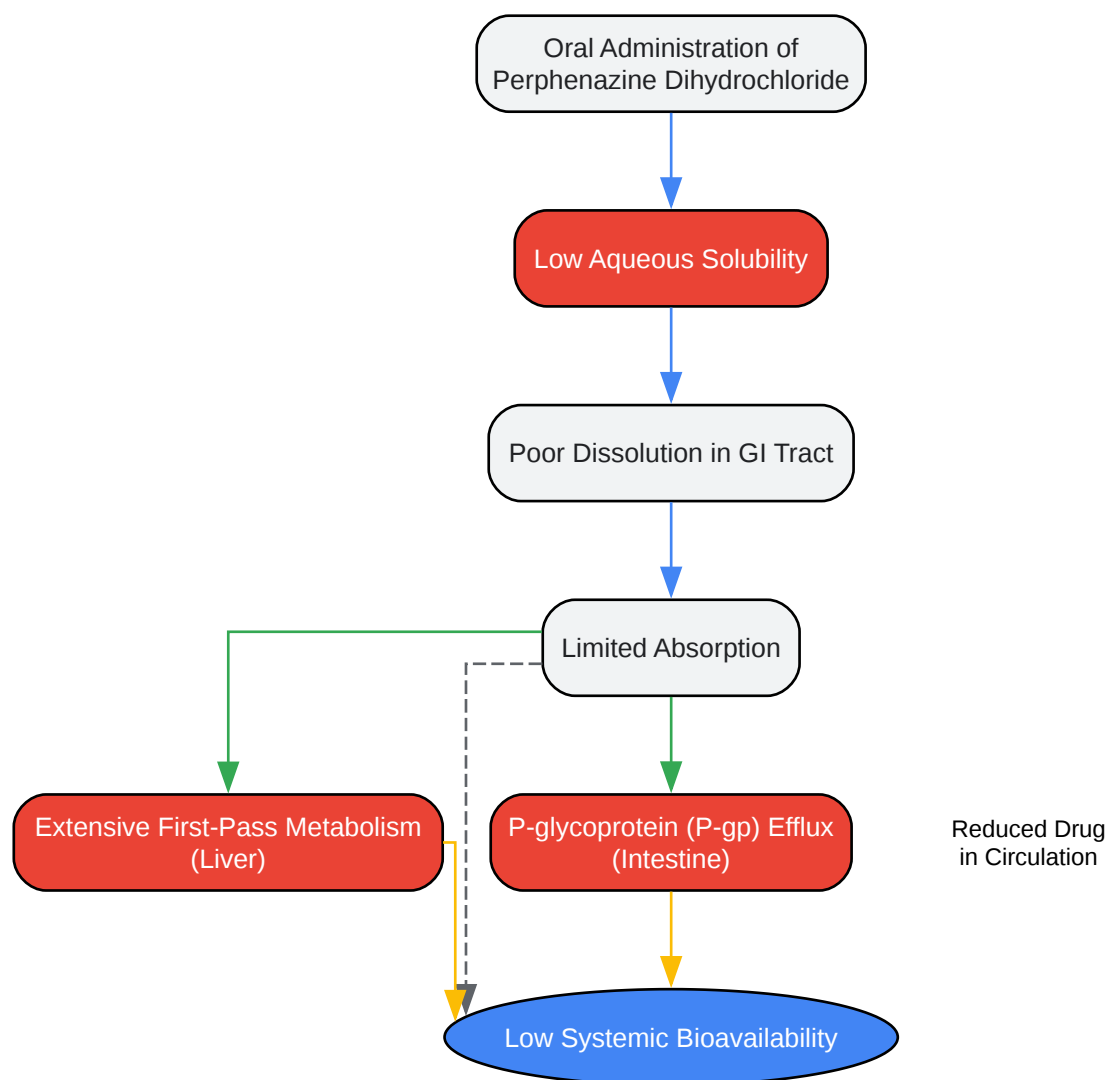 Oral Administration of
Perphenazine Dihydrochloride
Low Aqueous Solubility
Poor Dissolution in GI Tract
Limited Absorption
Extensive First-Pass Metabolism
(Liver)
P-glycoprotein (P-gp) Efflux
(Intestine)
Reduced Drug
in Circulation
Low Systemic Bioavailability